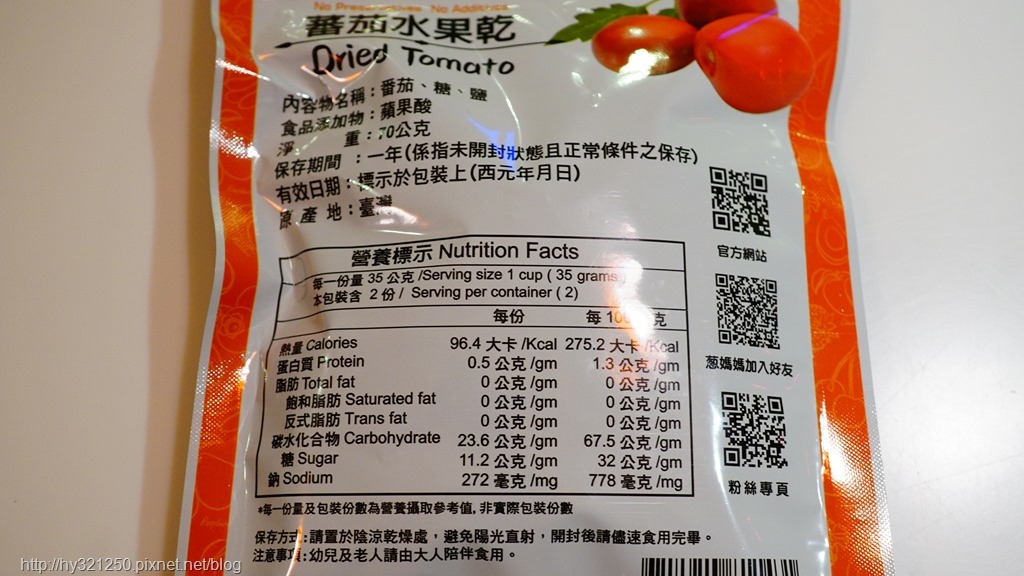 No Preservatives No Additives
蕃茄水果乾
Dried Tomato
內容物名稱：番茄、糖、鹽
食品添加物：蘋果酸
淨 重：70公克
保存期間 ：一年(係指未開封狀態且正常條件之保存)
有效日期：標示於包裝上(西元年月日)
原 產 地：臺灣
官方網站
蔥媽媽加入好友
粉絲專頁
營養標示 Nutrition Facts
每一份量 35 公克 /Serving size 1 cup ( 35 grams )
本包裝含 2 份 / Serving per container ( 2 )
每份 每 100公克
熱量 Calories 96.4 大卡 /Kcal 275.2 大卡 /Kcal
蛋白質 Protein 0.5 公克 /gm 1.3 公克 /gm
脂肪 Total fat 0 公克 /gm 0 公克 /gm
飽和脂肪 Saturated fat 0 公克 /gm 0 公克 /gm
反式脂肪 Trans fat 0 公克 /gm 0 公克 /gm
碳水化合物 Carbohydrate 23.6 公克 /gm 67.5 公克 /gm
糖 Sugar 11.2 公克 /gm 32 公克 /gm
鈉 Sodium 272 毫克 /mg 778 毫克 /mg
*每一份量及包裝份數為營養攝取參考值, 非實際包裝份數
保存方式：請置於陰涼乾燥處，避免陽光直射，開封後請儘速食用完畢。
注意事項：幼兒及老人請由大人陪伴食用。
http://hy321250.pixnet.net/blog